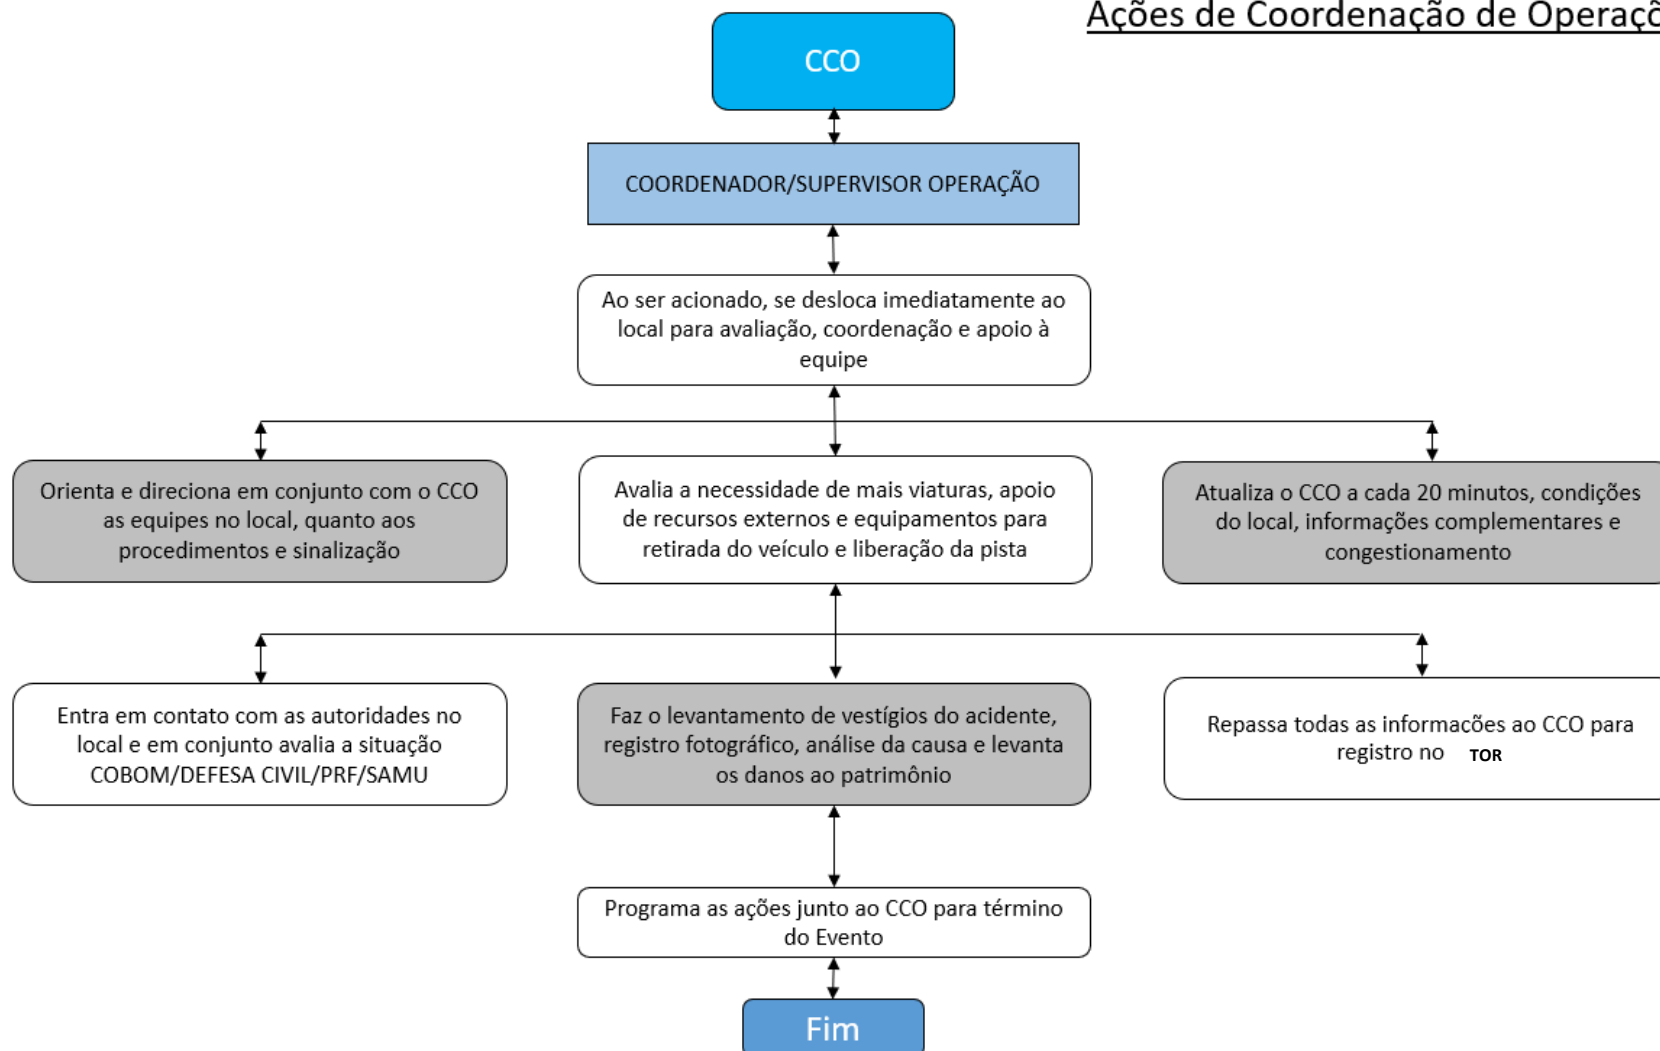 Ações de Coordenação de Operaçõ
CCO
COORDENADOR/SUPERVISOR OPERAÇÃO
Ao ser acionado, se desloca imediatamente ao
local para avaliação, coordenação e apoio à
equipe
Orienta e direciona em conjunto com o CCO
as equipes no local, quanto aos
procedimentos e sinalização
Avalia a necessidade de mais viaturas, apoio
de recursos externos e equipamentos para
retirada do veículo e liberação da pista
Atualiza o CCO a cada 20 minutos, condições
do local, informações complementares e
congestionamento
Entra em contato com as autoridades no
local e em conjunto avalia a situação
COBOM/DEFESA CIVIL/PRF/SAMU
Faz o levantamento de vestígios do acidente,
registro fotográfico, análise da causa e levanta
os danos ao patrimônio
Repassa todas as informações ao CCO para
registro no TOR
Programa as ações junto ao CCO para término
do Evento
Fim